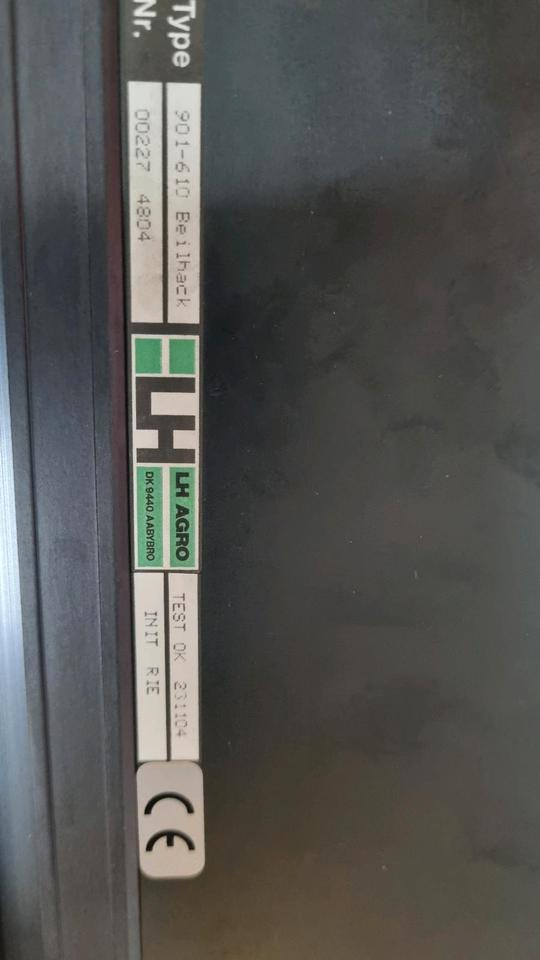 Type 901-610 Beilhack
Nr. 00227 4804
LH
LH AGRO
DK 9440 AABYBRO
TEST OK 231104
INIT RIE
CE